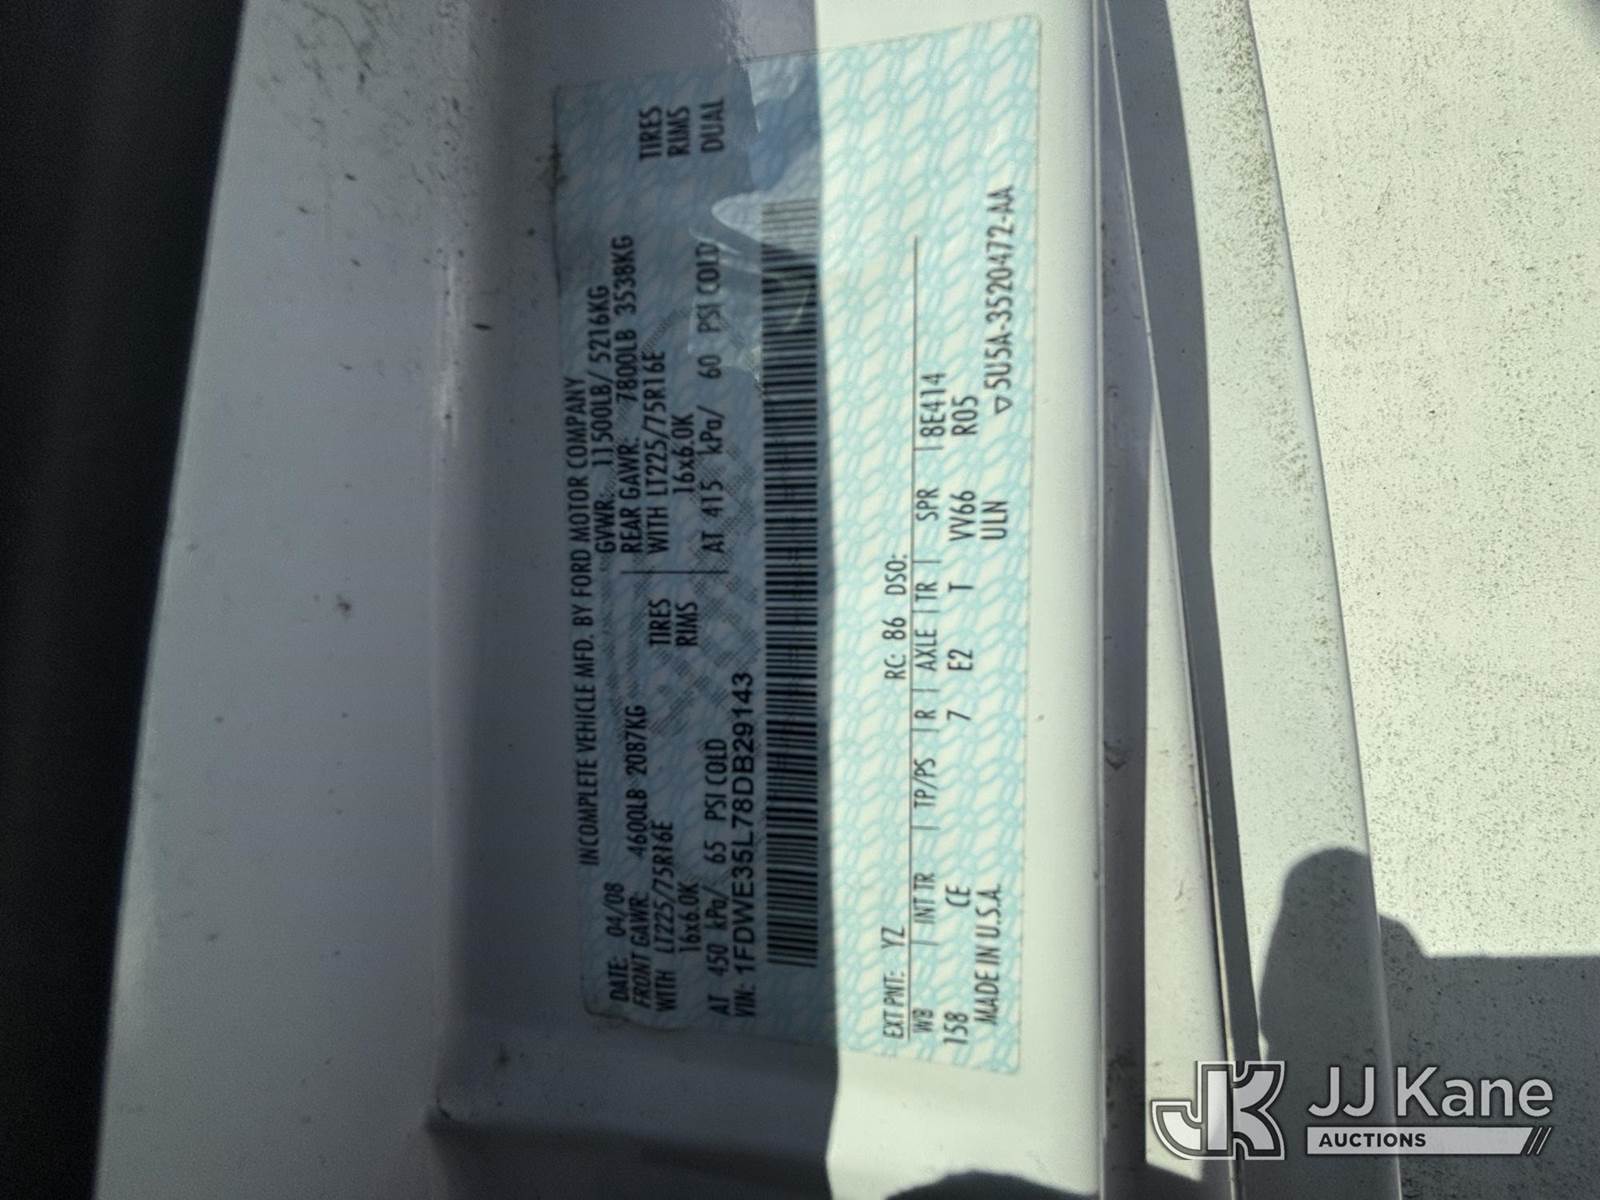 INCOMPLETE VEHICLE MFD. BY FORD MOTOR COMPANY
DATE: 04/08 GVWR: 11500LB/ 5216KG
FRONT GAWR: 4600LB 2087KG REAR GAWR: 7800LB 3538KG
WITH LT225/75R16E TIRES WITH LT225/75R16E TIRES
16x6.0K RIMS 16x6.0K RIMS
AT 450 kPa/ 65 PSI COLD AT 415 kPa/ 60 PSI COLD DUAL
VIN: 1FDWE35L78DB29143
EXT PNT: YZ RC: 86 DSO:
WB | INT TR | TP/PS | R | AXLE | TR | SPR | 8E414
158 CE 7 E2 T VV66 R05
MADE IN U.S.A. ULN
▽5U5A-3520472-AA
JK JJ Kane
AUCTIONS